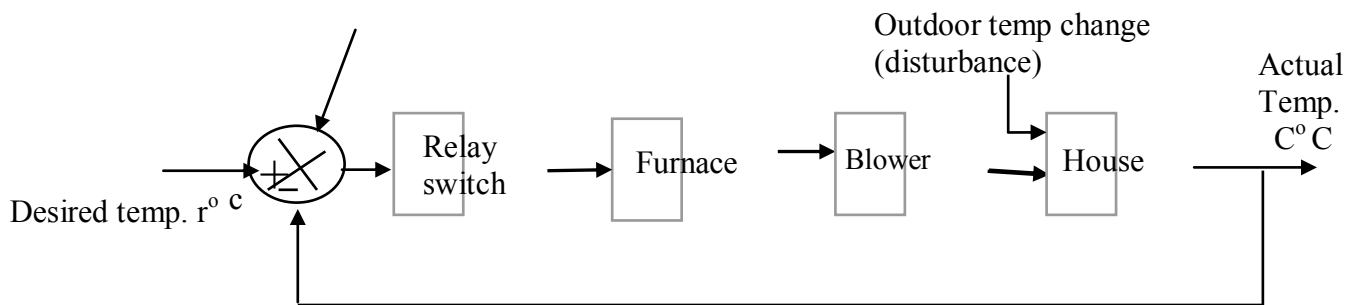 Outdoor temp change
(disturbance)
Actual
Temp.
C° C
+
−
Relay
switch
Furnace
Blower
House
Desired temp. r° c